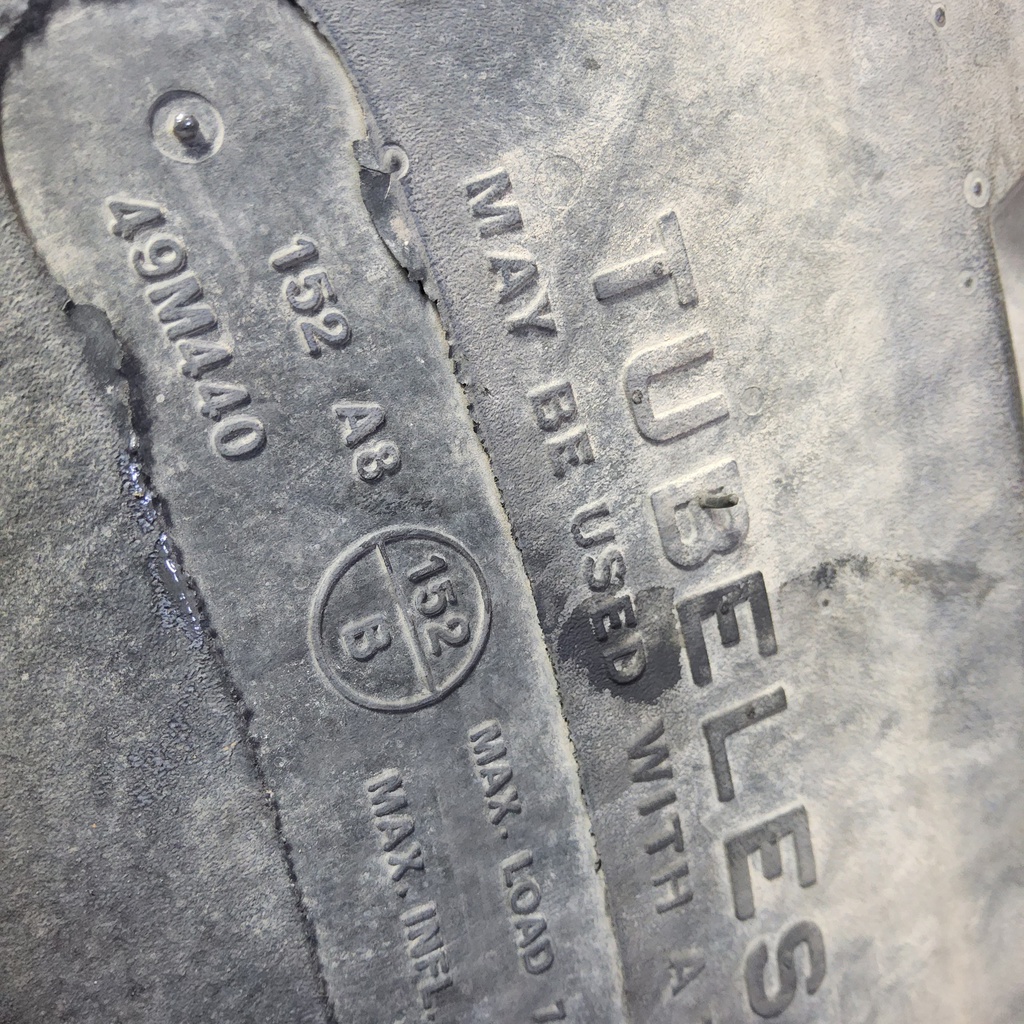 TUBELES
MAY BE USED WITH A
152 A8
152
B
MAX. LOAD
49M440
MAX. INFL.